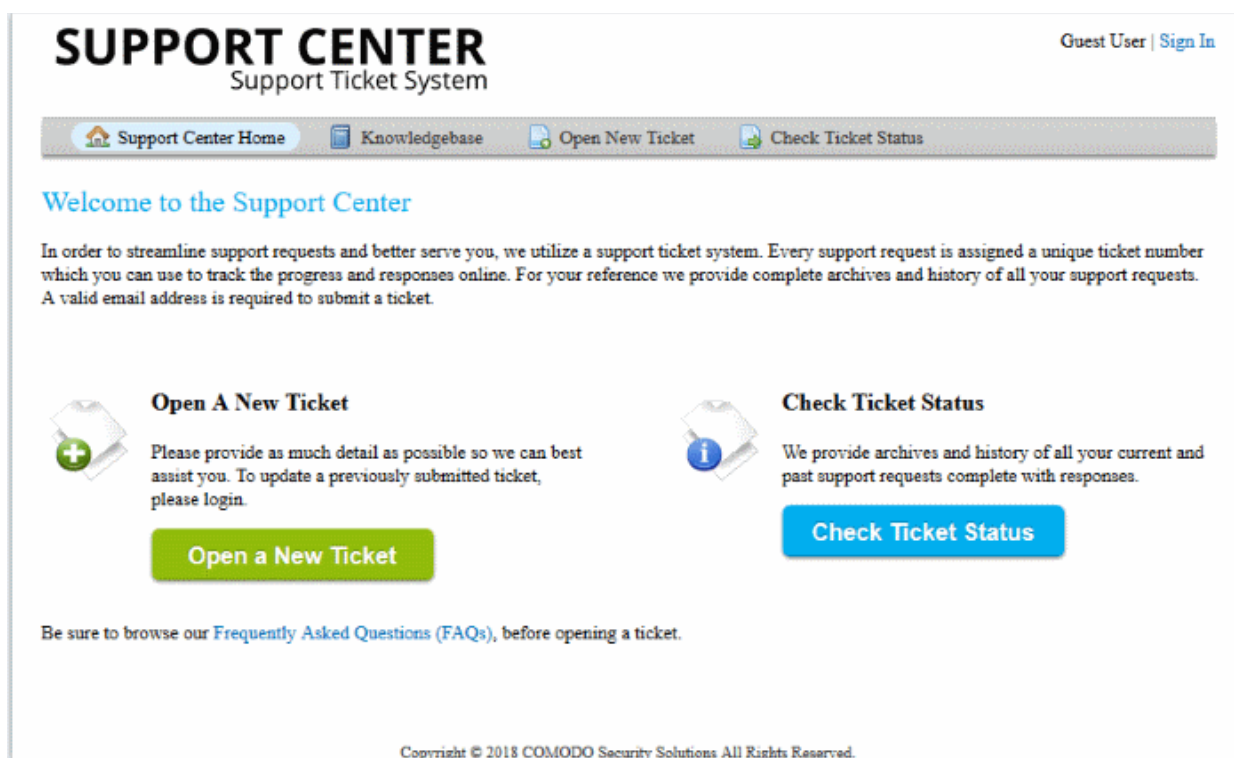 SUPPORT CENTER
Support Ticket System
Guest User | Sign In
Support Center Home Knowledgebase Open New Ticket Check Ticket Status
Welcome to the Support Center
In order to streamline support requests and better serve you, we utilize a support ticket system. Every support request is assigned a unique ticket number
which you can use to track the progress and responses online. For your reference we provide complete archives and history of all your support requests.
A valid email address is required to submit a ticket.
Open A New Ticket
Please provide as much detail as possible so we can best
assist you. To update a previously submitted ticket,
please login.
Open a New Ticket
Check Ticket Status
We provide archives and history of all your current and
past support requests complete with responses.
Check Ticket Status
Be sure to browse our Frequently Asked Questions (FAQs), before opening a ticket.
Copyright © 2018 COMODO Security Solutions All Rights Reserved.